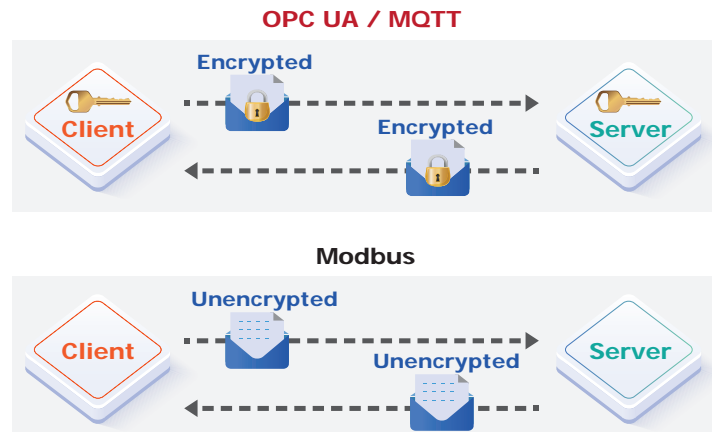 OPC UA / MQTT
Encrypted
Client
Server
Encrypted
Modbus
Unencrypted
Client
Server
Unencrypted